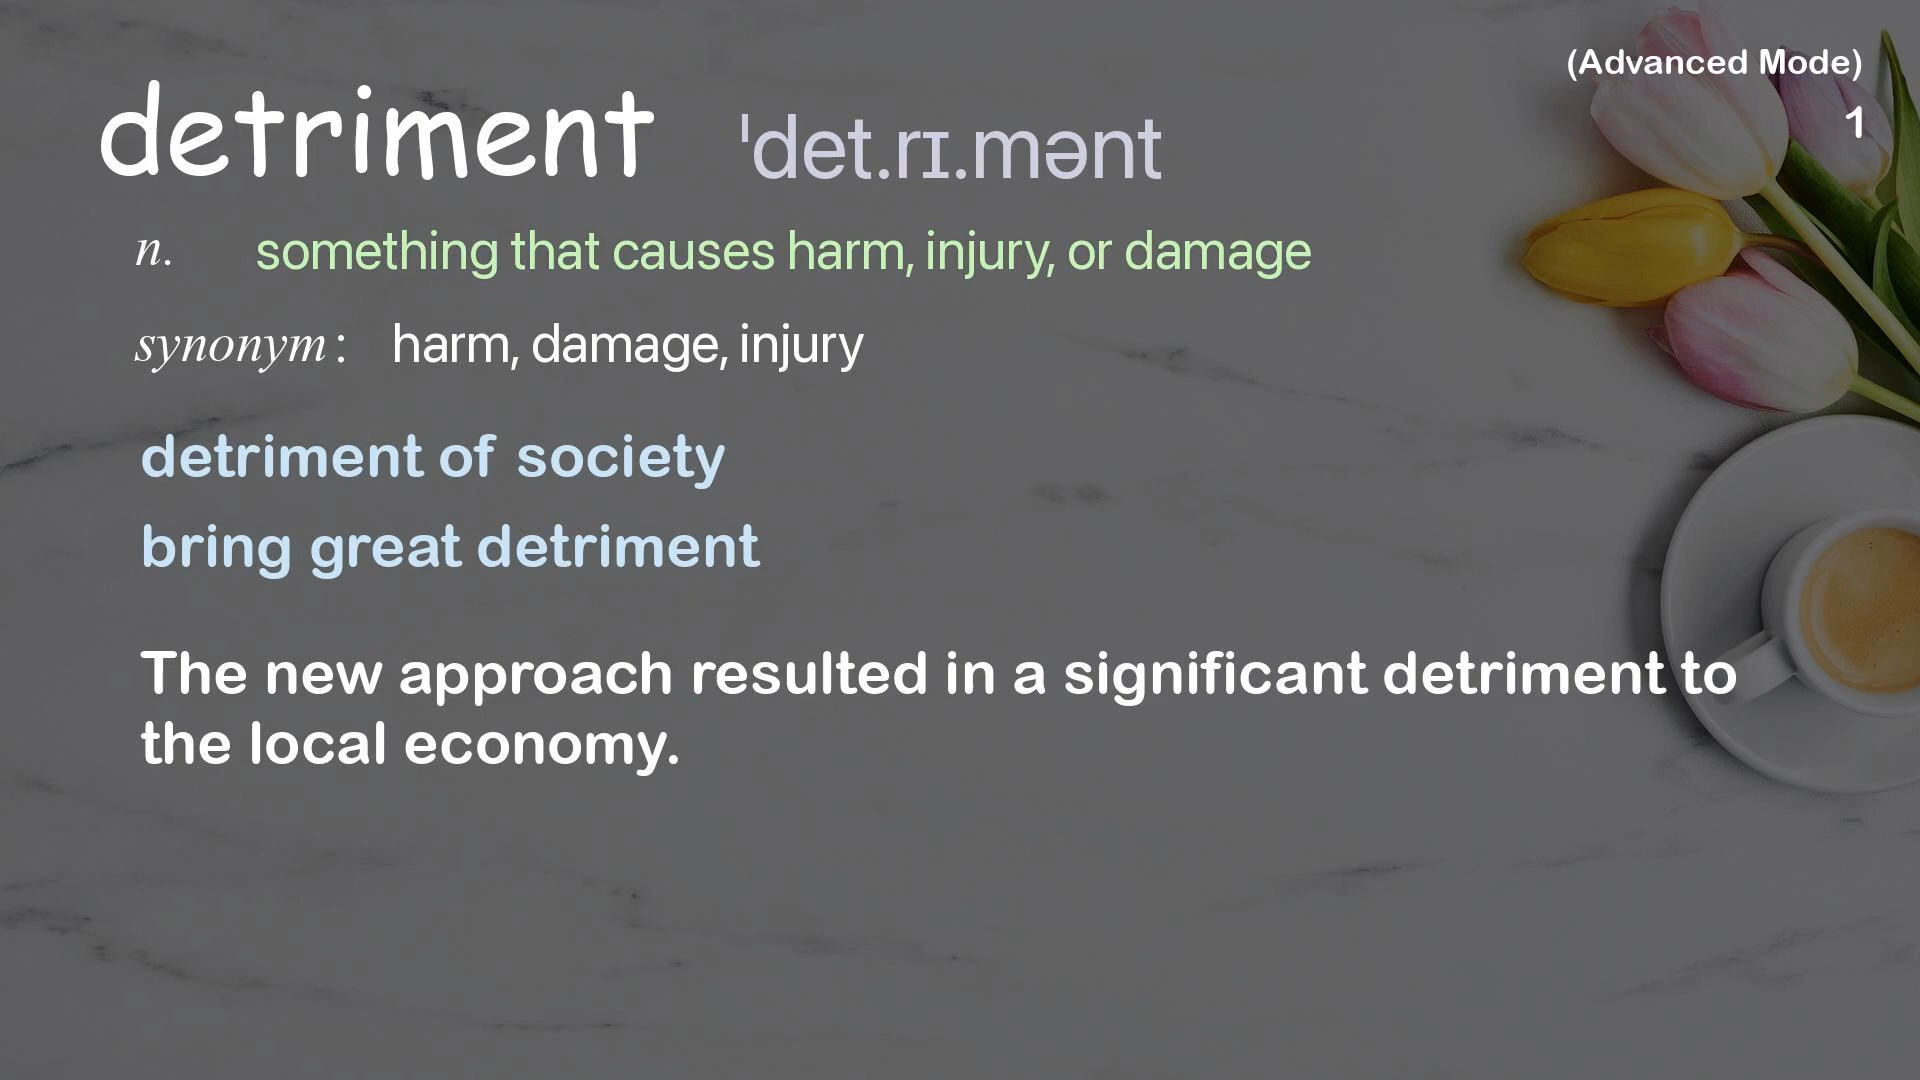 (Advanced Mode)
1
detriment ˈdet.rɪ.mənt
n. something that causes harm, injury, or damage
synonym: harm, damage, injury
detriment of society
bring great detriment
The new approach resulted in a significant detriment to
the local economy.